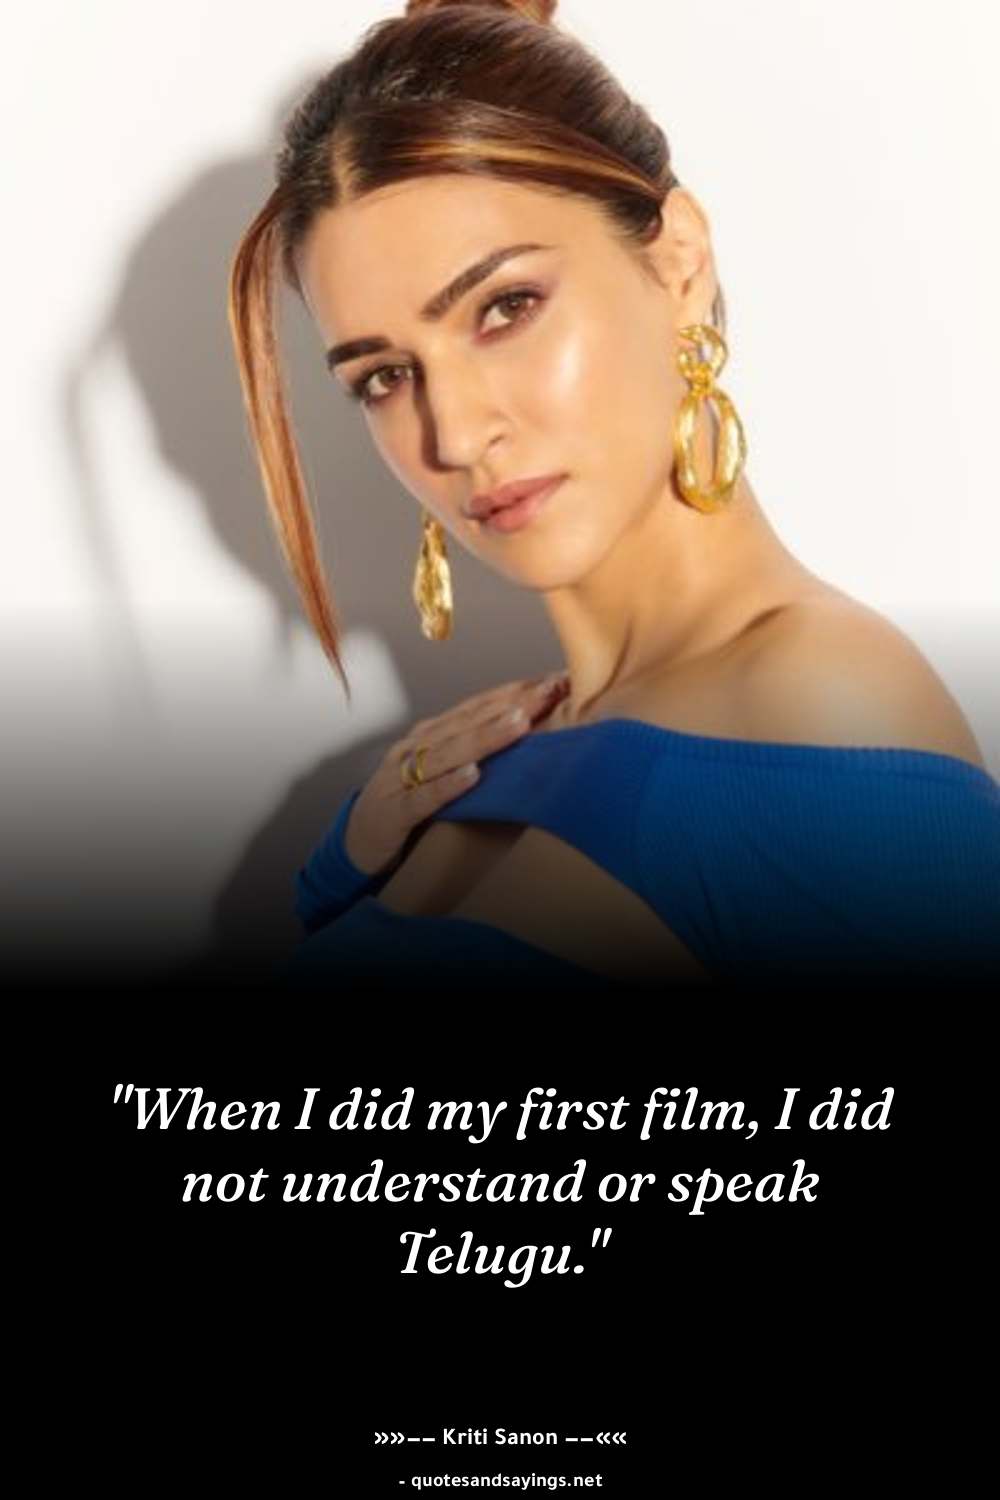 "When I did my first film, I did
not understand or speak
Telugu."
»»–– Kriti Sanon ––««
- quotesandsayings.net